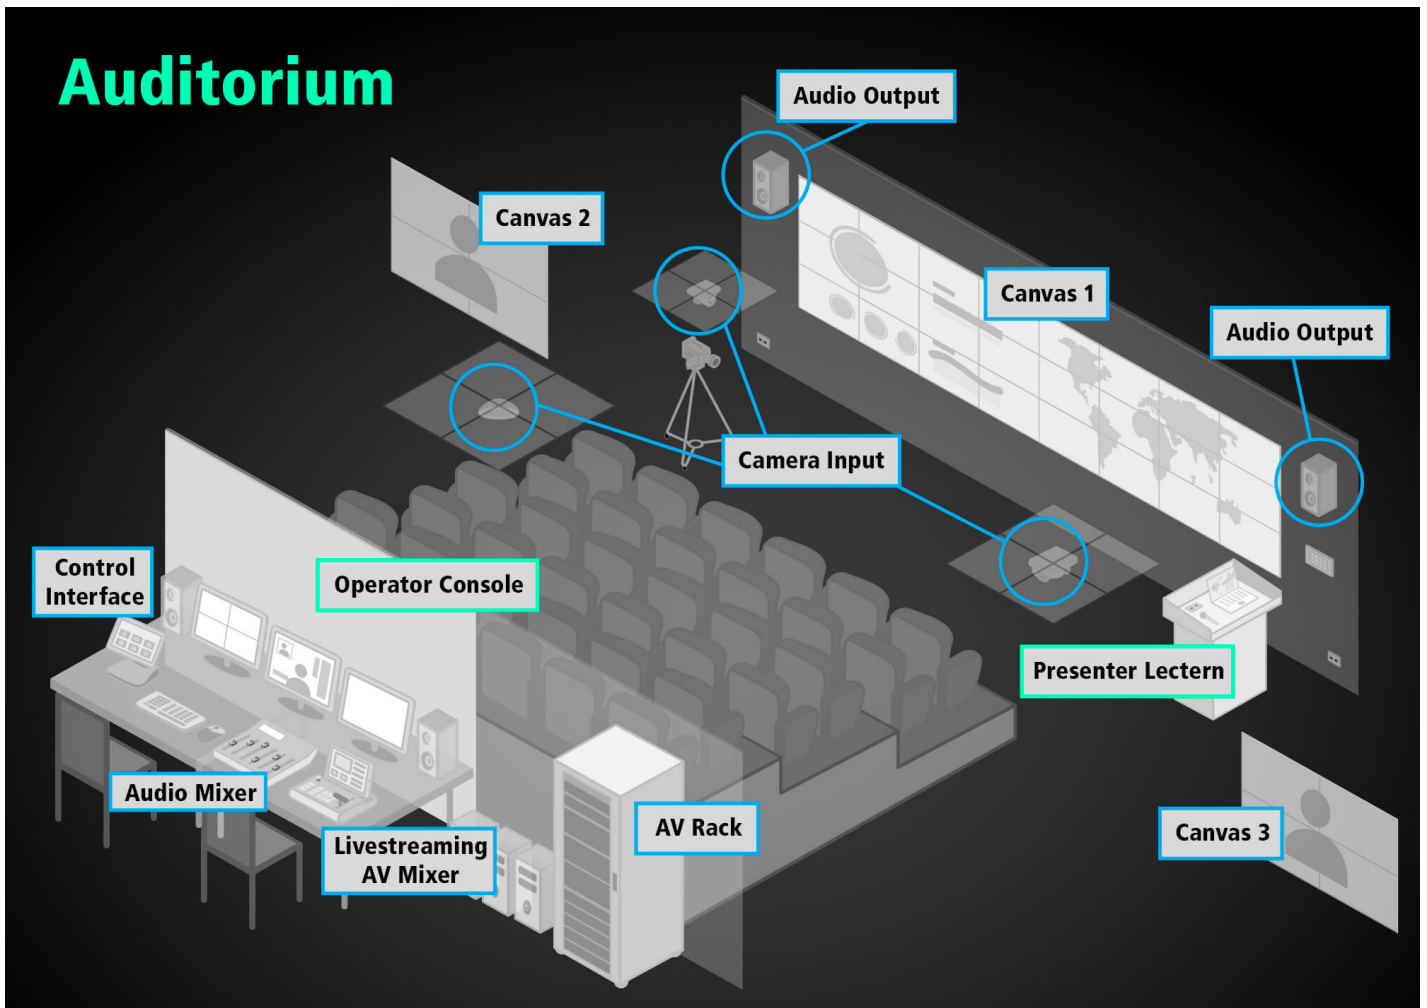 Auditorium
Audio Output
Canvas 2
Canvas 1
Audio Output
Camera Input
Control
Interface
Operator Console
Presenter Lectern
Audio Mixer
Livestreaming
AV Mixer
AV Rack
Canvas 3